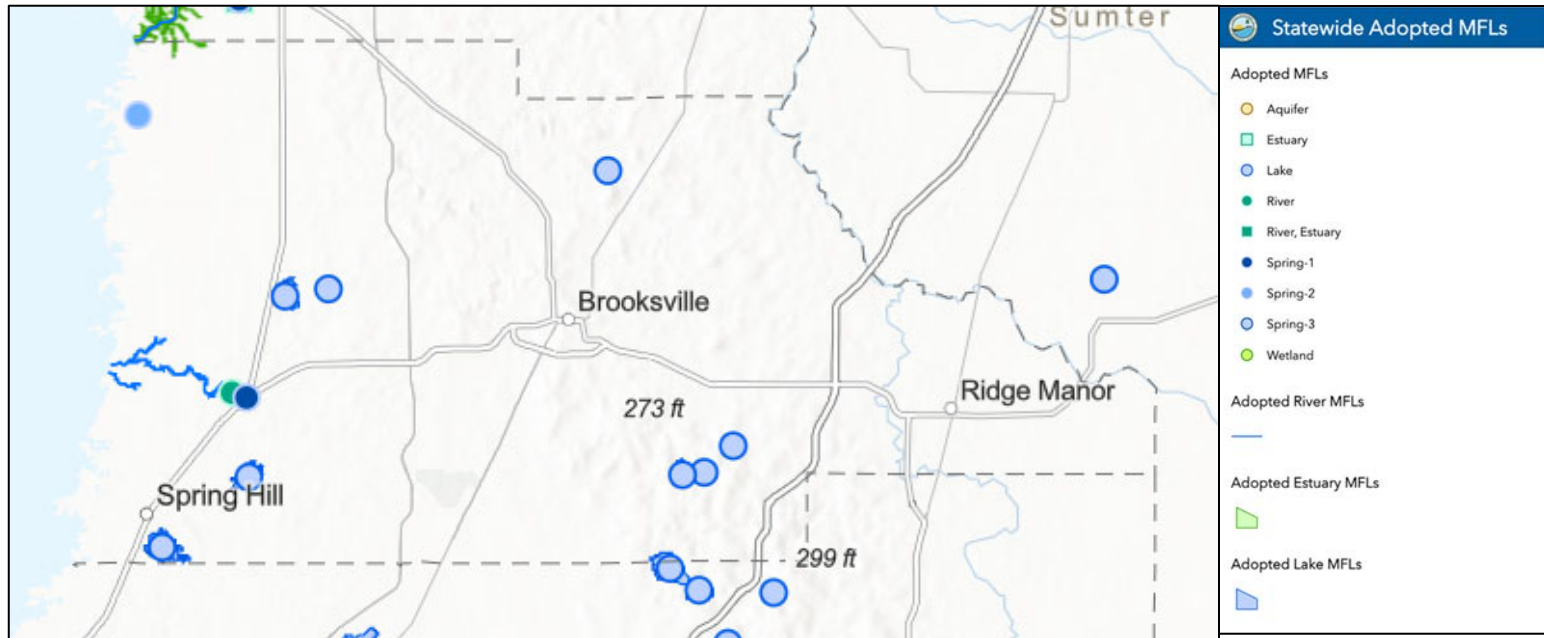 Sumter
Brooksville
273 ft
Ridge Manor
Spring Hill
299 ft
Statewide Adopted MFLs
Adopted MFLs
Aquifer
Estuary
Lake
River
River, Estuary
Spring-1
Spring-2
Spring-3
Wetland
Adopted River MFLs
Adopted Estuary MFLs
Adopted Lake MFLs